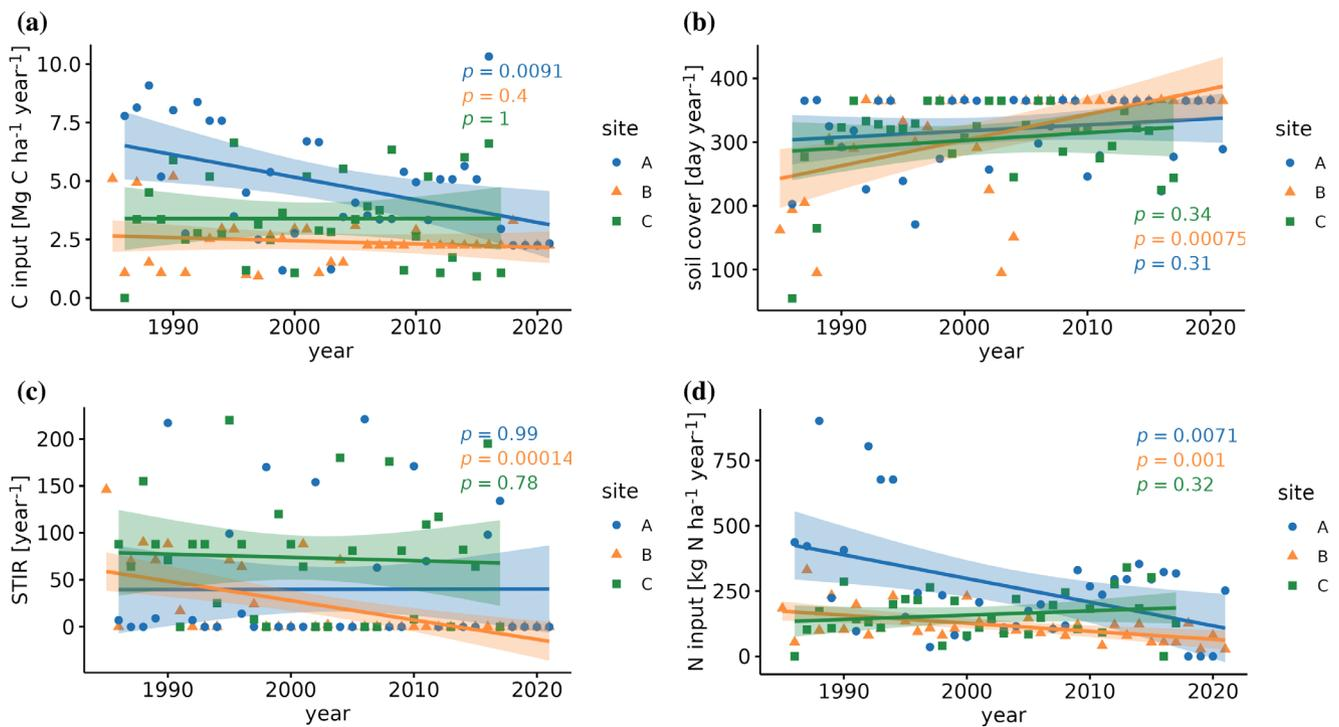 (a)
C input [Mg C ha⁻¹ year⁻¹]
10.0
7.5
5.0
2.5
0.0
p = 0.0091
p = 0.4
p = 1
1990
2000
2010
2020
year
site
A
B
C
(b)
soil cover [day year⁻¹]
400
300
200
100
p = 0.34
p = 0.00075
p = 0.31
1990
2000
2010
2020
year
site
A
B
C
(c)
STIR [year⁻¹]
200
150
100
50
0
p = 0.99
p = 0.00014
p = 0.78
1990
2000
2010
2020
year
site
A
B
C
(d)
N input [kg N ha⁻¹ year⁻¹]
750
500
250
0
p = 0.0071
p = 0.001
p = 0.32
1990
2000
2010
2020
year
site
A
B
C